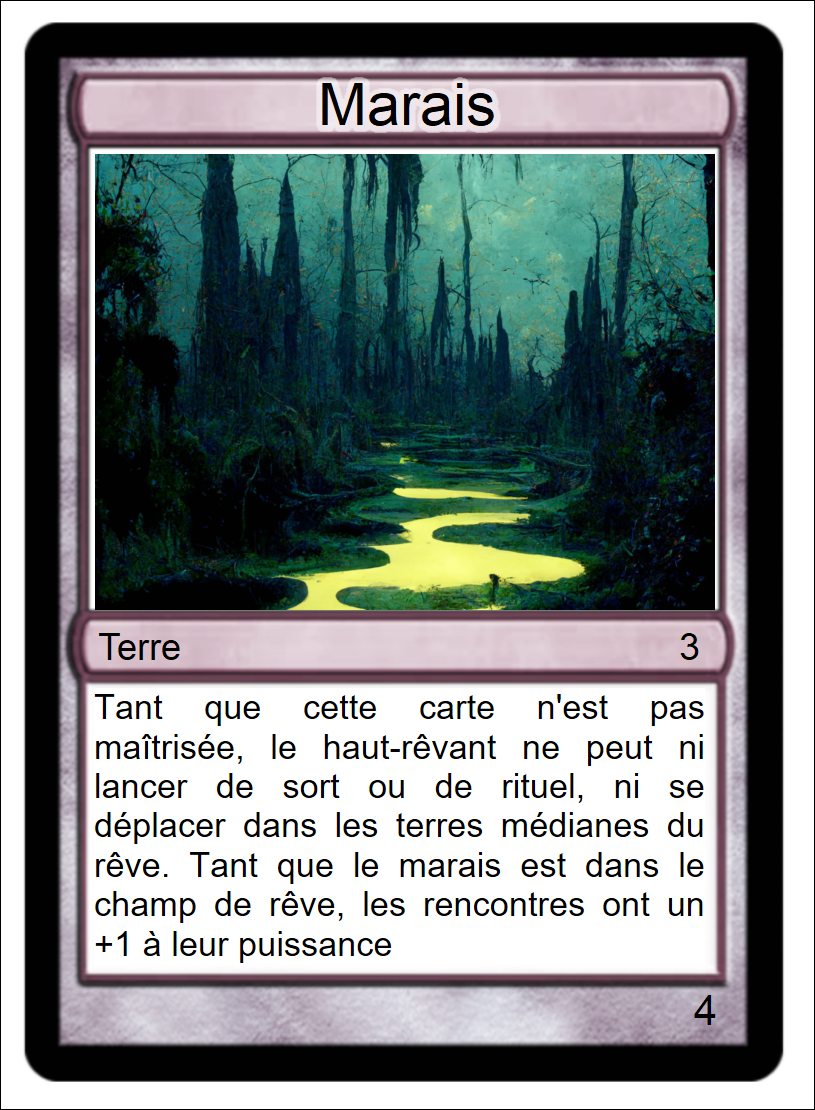 Marais
Terre 3
Tant que cette carte n'est pas
maîtrisée, le haut-rêvant ne peut ni
lancer de sort ou de rituel, ni se
déplacer dans les terres médianes du
rêve. Tant que le marais est dans le
champ de rêve, les rencontres ont un
+1 à leur puissance
4